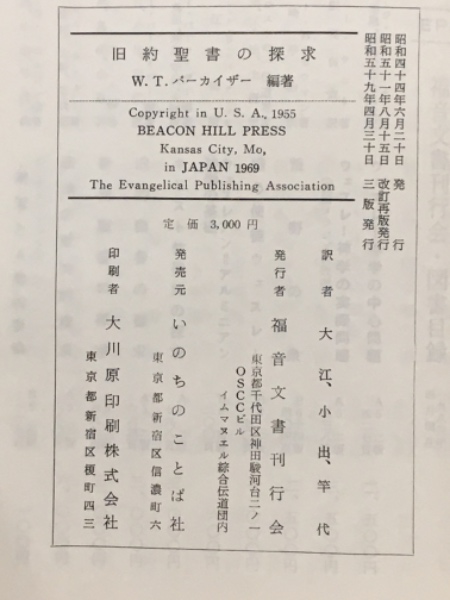 旧約聖書の探求
W. T. パーカイザー 編著
Copyright in U. S. A., 1955
BEACON HILL PRESS
Kansas City, Mo,
in JAPAN 1969
The Evangelical Publishing Association
昭和四十四年六月二十日 発行
昭和五十一年八月十五日 改訂再版発行
昭和五十九年四月三十日 三版発行
定価 3,000円
訳者 大江、小出、竿代
発行者 福音文書刊行会
東京都千代田区神田駿河台二ノ一
OSCCビル
イムマヌエル綜合伝道団内
発売元 いのちのことば社
東京都新宿区信濃町六
印刷者 大川原印刷株式会社
東京都新宿区榎町四三